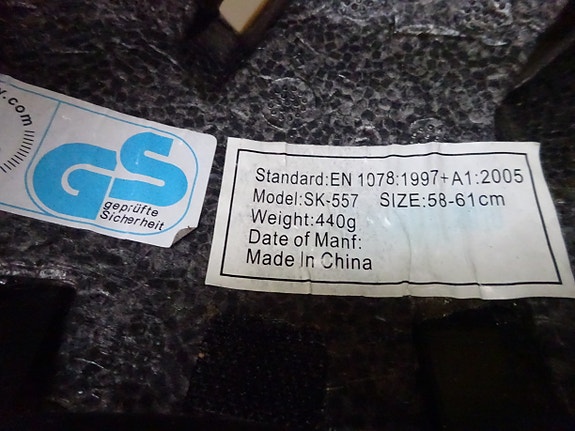 y.com
GS
geprüfte
Sicherheit
Standard:EN 1078:1997+A1:2005
Model:SK-557 SIZE:58-61cm
Weight:440g
Date of Manf:
Made In China